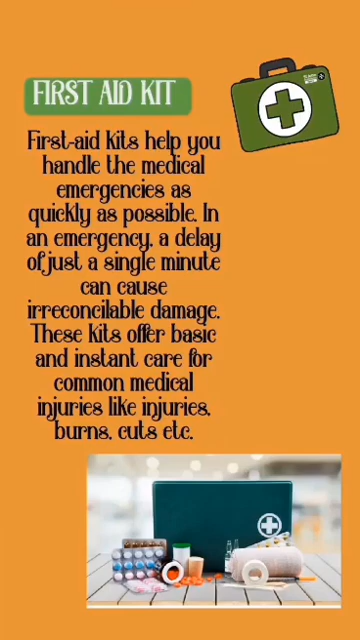 FIRST AID KIT
First-aid kits help you
handle the medical
emergencies as
quickly as possible. In
an emergency, a delay
of just a single minute
can cause
irreconcilable damage.
These kits offer basic
and instant care for
common medical
injuries like injuries,
burns, cuts etc.